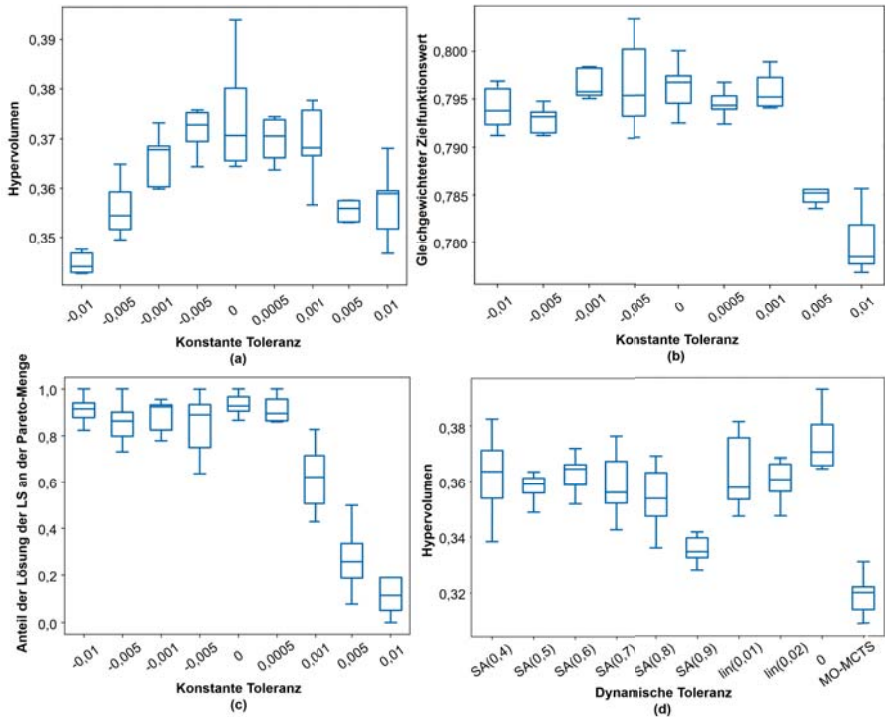 0,39
0,38
0,37
0,36
0,35
Hypervolumen
-0,01
-0,005
-0,001
-0,005
0
0,0005
0,001
0,005
0,01
Konstante Toleranz
(a)
0,800
0,795
0,790
0,785
0,700
Gleichgewichteter Zielfunktionswert
-0,01
-0,005
-0,001
-0,005
0
0,0005
0,001
0,005
0,01
Konstante Toleranz
(b)
1,0
0,8
0,6
0,4
0,2
0,0
Anteil der Lösung der LS an der Pareto-Menge
-0,01
-0,005
-0,001
-0,005
0
0,0005
0,001
0,005
0,01
Konstante Toleranz
(c)
0,38
0,36
0,34
0,32
Hypervolumen
SA(0,4)
SA(0,5)
SA(0,6)
SA(0,7)
SA(0,8)
SA(0,9)
lin(0,01)
lin(0,02)
0
MO-MCTS
Dynamische Toleranz
(d)